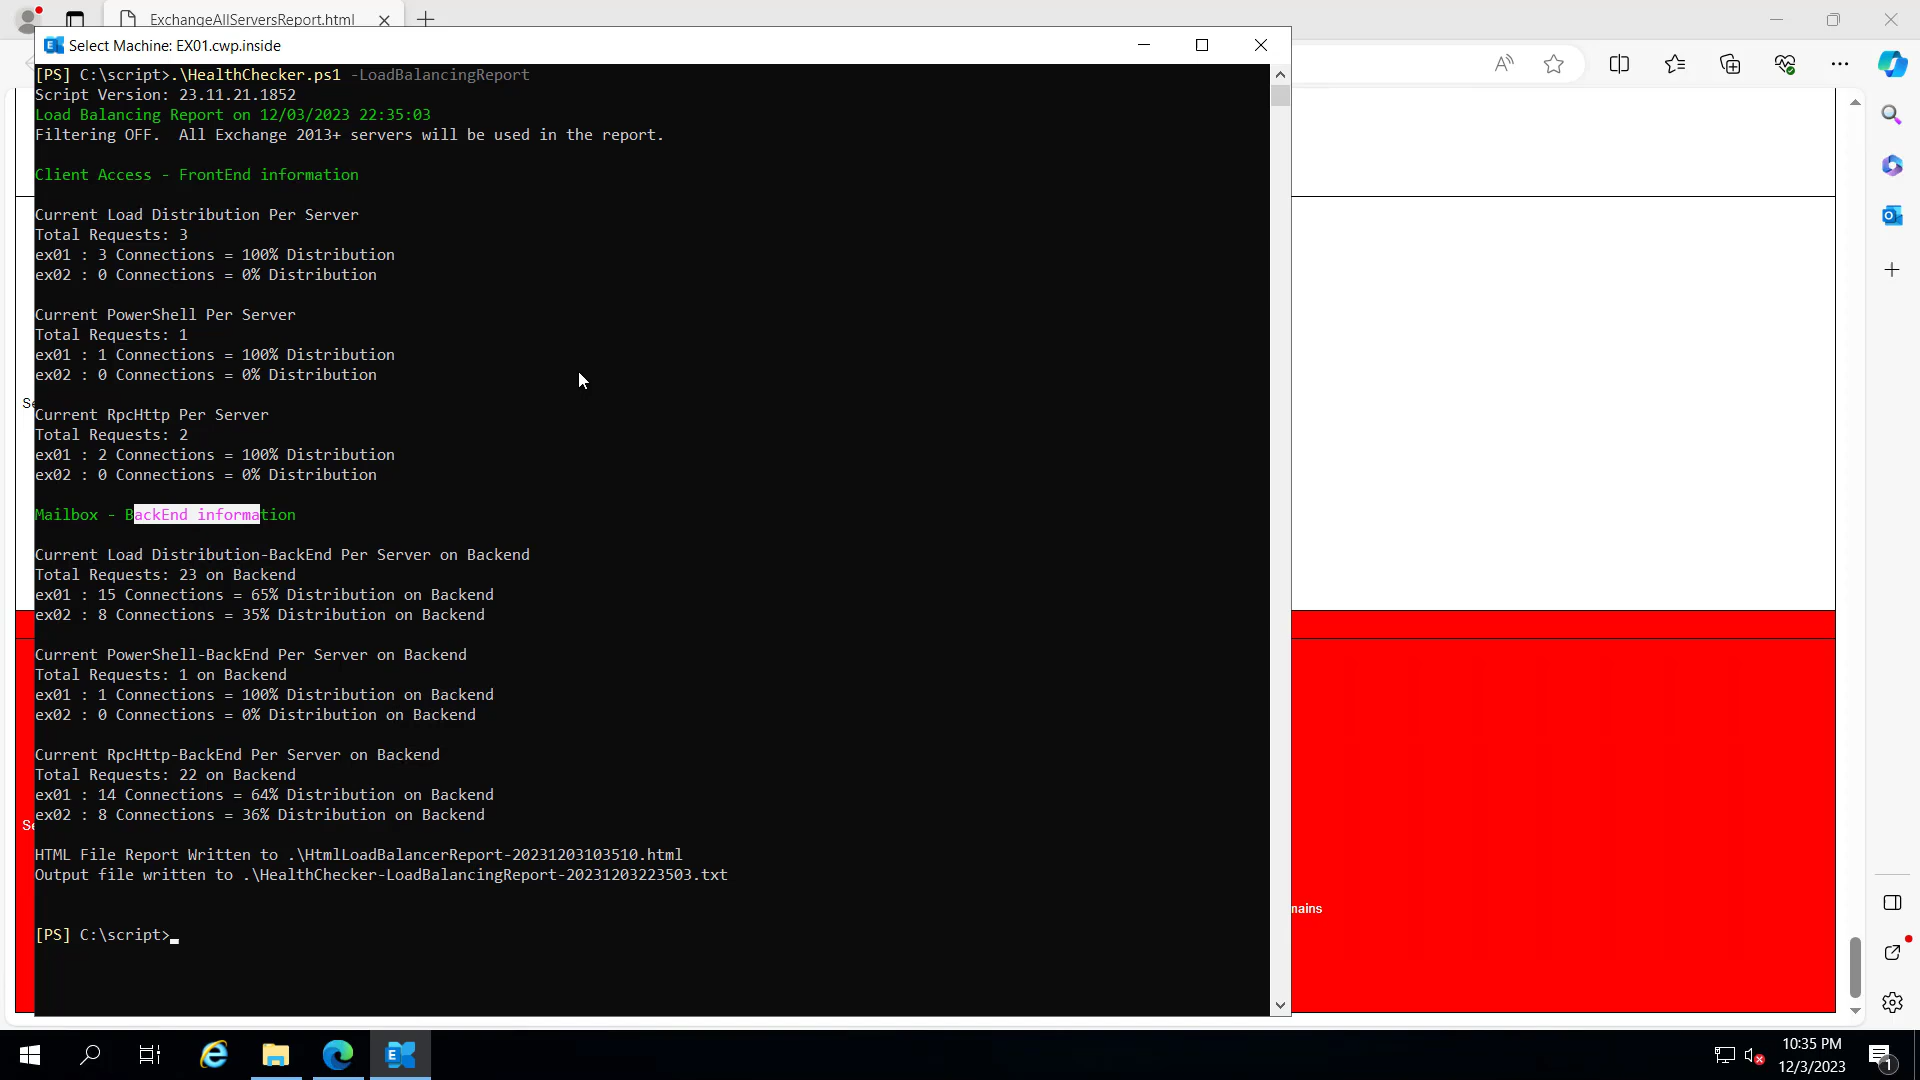 ExchangeAllServersReport.html
Select Machine: EX01.cwp.inside
[PS] C:\script>.\HealthChecker.ps1 -LoadBalancingReport
Script Version: 23.11.21.1852
Load Balancing Report on 12/03/2023 22:35:03
Filtering OFF.  All Exchange 2013+ servers will be used in the report.
Client Access - FrontEnd information
Current Load Distribution Per Server
Total Requests: 3
ex01 : 3 Connections = 100% Distribution
ex02 : 0 Connections = 0% Distribution
Current PowerShell Per Server
Total Requests: 1
ex01 : 1 Connections = 100% Distribution
ex02 : 0 Connections = 0% Distribution
Current RpcHttp Per Server
Total Requests: 2
ex01 : 2 Connections = 100% Distribution
ex02 : 0 Connections = 0% Distribution
Mailbox - BackEnd information
Current Load Distribution-BackEnd Per Server on Backend
Total Requests: 23 on Backend
ex01 : 15 Connections = 65% Distribution on Backend
ex02 : 8 Connections = 35% Distribution on Backend
Current PowerShell-BackEnd Per Server on Backend
Total Requests: 1 on Backend
ex01 : 1 Connections = 100% Distribution on Backend
ex02 : 0 Connections = 0% Distribution on Backend
Current RpcHttp-BackEnd Per Server on Backend
Total Requests: 22 on Backend
ex01 : 14 Connections = 64% Distribution on Backend
ex02 : 8 Connections = 36% Distribution on Backend
HTML File Report Written to .\HtmlLoadBalancerReport-20231203103510.html
Output file written to .\HealthChecker-LoadBalancingReport-20231203223503.txt
[PS] C:\script>
Se
Se
mains
10:35 PM
12/3/2023
1